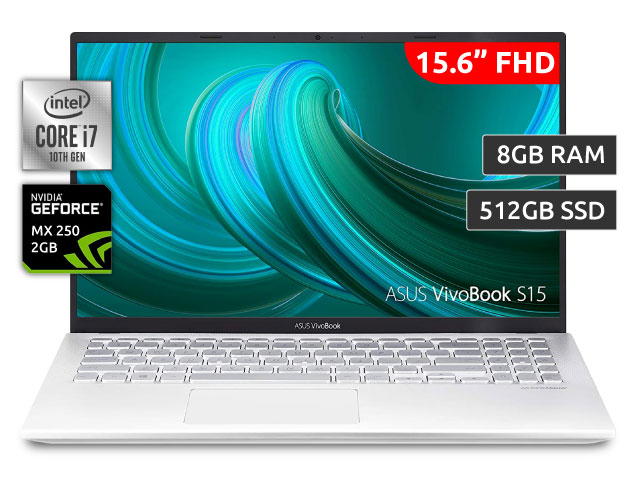 15.6” FHD
intel
CORE i7
10TH GEN
8GB RAM
NVIDIA
GEFORCE
MX 250
2GB
512GB SSD
ASUS VivoBook S15
ASUS VivoBook